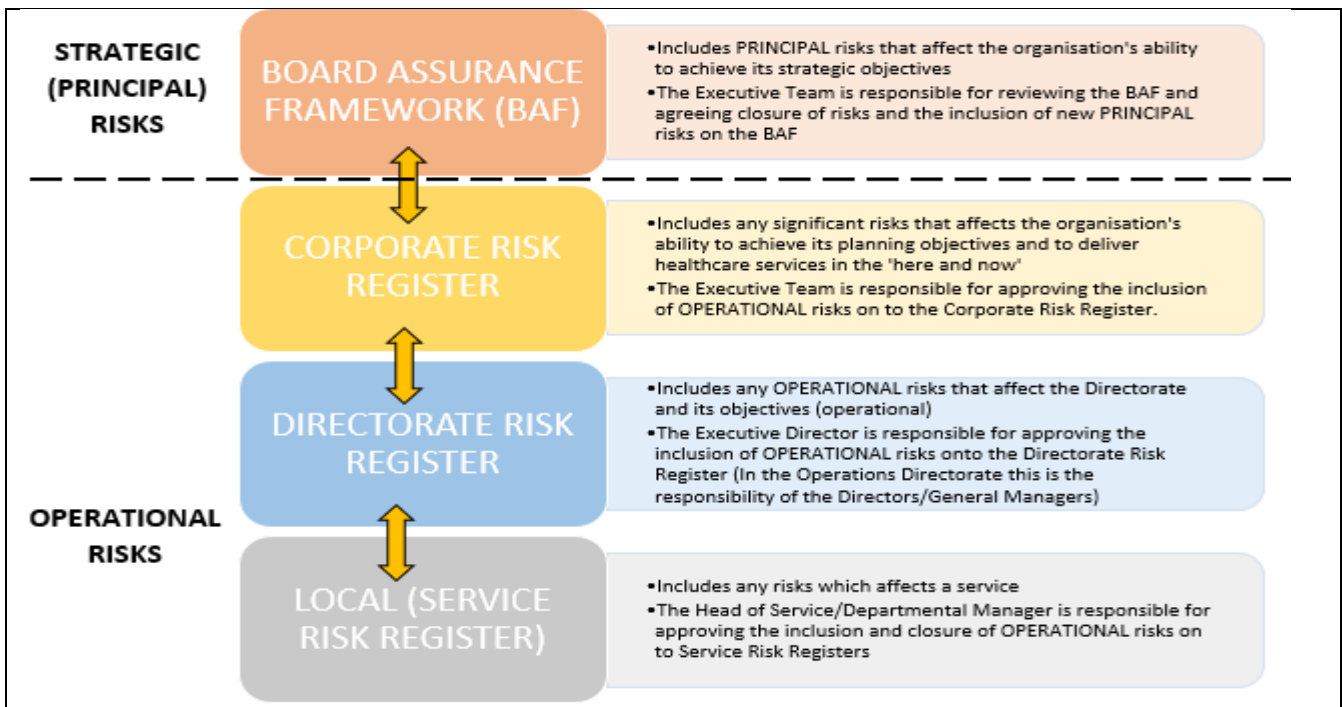 STRATEGIC
(PRINCIPAL)
RISKS
BOARD ASSURANCE
FRAMEWORK (BAF)
•Includes PRINCIPAL risks that affect the organisation's ability
to achieve its strategic objectives
•The Executive Team is responsible for reviewing the BAF and
agreeing closure of risks and the inclusion of new PRINCIPAL
risks on the BAF
CORPORATE RISK
REGISTER
•Includes any significant risks that affects the organisation's
ability to achieve its planning objectives and to deliver
healthcare services in the 'here and now'
•The Executive Team is responsible for approving the inclusion
of OPERATIONAL risks on to the Corporate Risk Register.
OPERATIONAL
RISKS
DIRECTORATE RISK
REGISTER
•Includes any OPERATIONAL risks that affect the Directorate
and its objectives (operational)
•The Executive Director is responsible for approving the
inclusion of OPERATIONAL risks onto the Directorate Risk
Register (In the Operations Directorate this is the
responsibility of the Directors/General Managers)
LOCAL (SERVICE
RISK REGISTER)
•Includes any risks which affects a service
•The Head of Service/Departmental Manager is responsible for
approving the inclusion and closure of OPERATIONAL risks on
to Service Risk Registers